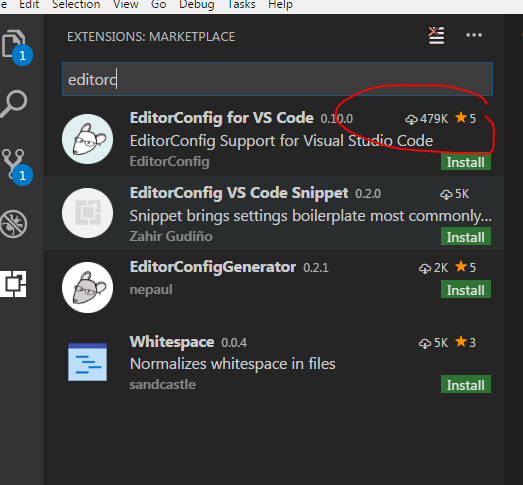 e Edit Selection View Go Debug Tasks Help
EXTENSIONS: MARKETPLACE
1
editorc
EditorConfig for VS Code 0.10.0 479K 5
EditorConfig Support for Visual Studio Code
EditorConfig Install
1
EditorConfig VS Code Snippet 0.2.0 5K
Snippet brings settings boilerplate most commonly...
Zahir Gudiño Install
EditorConfigGenerator 0.2.1 2K 5
nepaul Install
Whitespace 0.0.4 5K 3
Normalizes whitespace in files
sandcastle Install